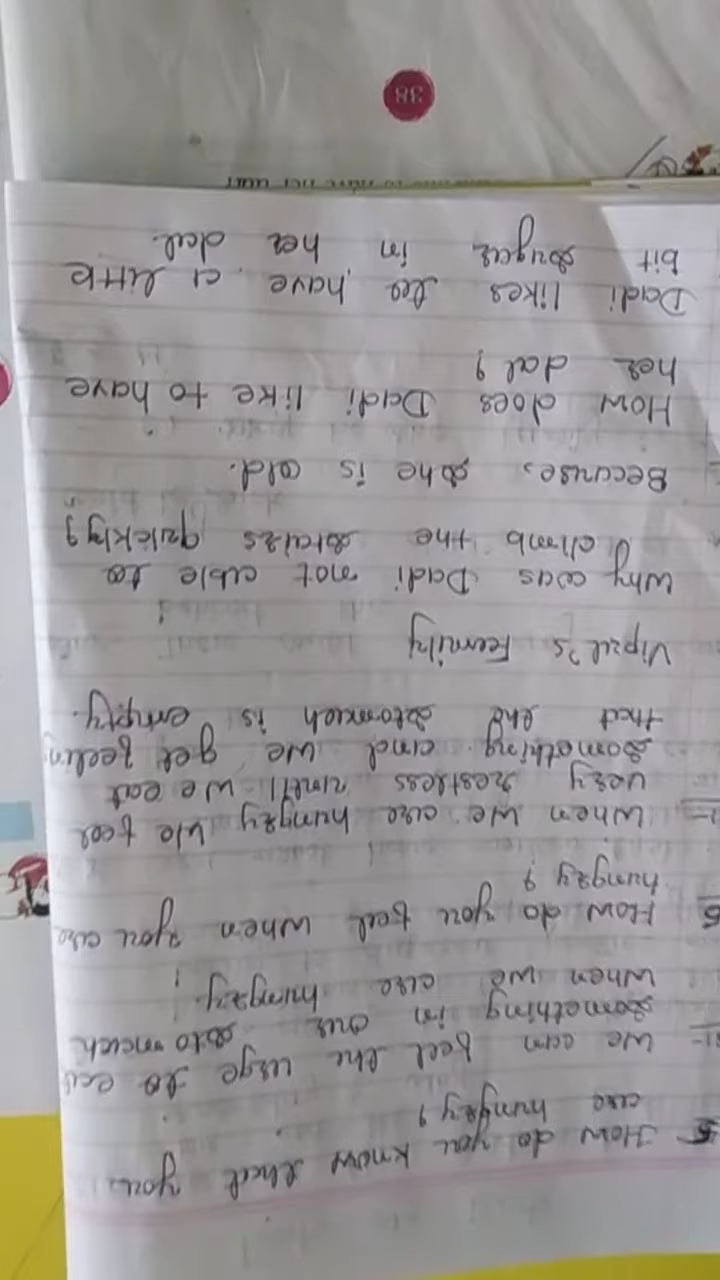 5 How do you know that you
are hungry?
We can feel the urge to eat
something in our stomach
when we are hungry.
5 How do you feel when you are
hungry?
When we are hungry we feel
very restless until we eat
something and we get feelin
that the stomach is empty.
Vipul's Family
Why was Dadi not able to
climb the stairs quickly?
Because she is old.
How does Dadi like to have
her dal?
Dadi likes to have a little
bit sugar in her dal.
38